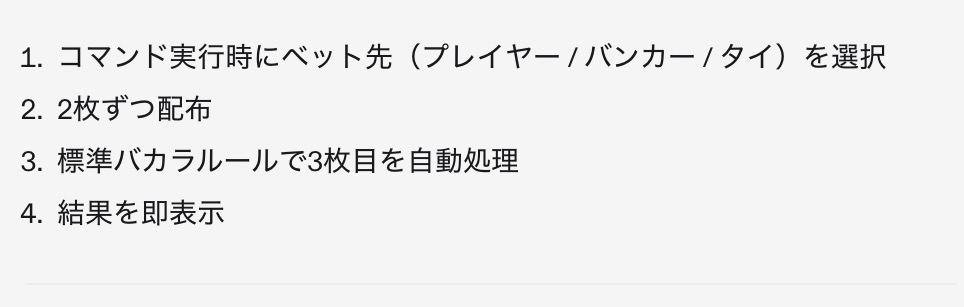 1. コマンド実行時にベット先（プレイヤー / バンカー / タイ）を選択
2. 2枚ずつ配布
3. 標準バカラルールで3枚目を自動処理
4. 結果を即表示